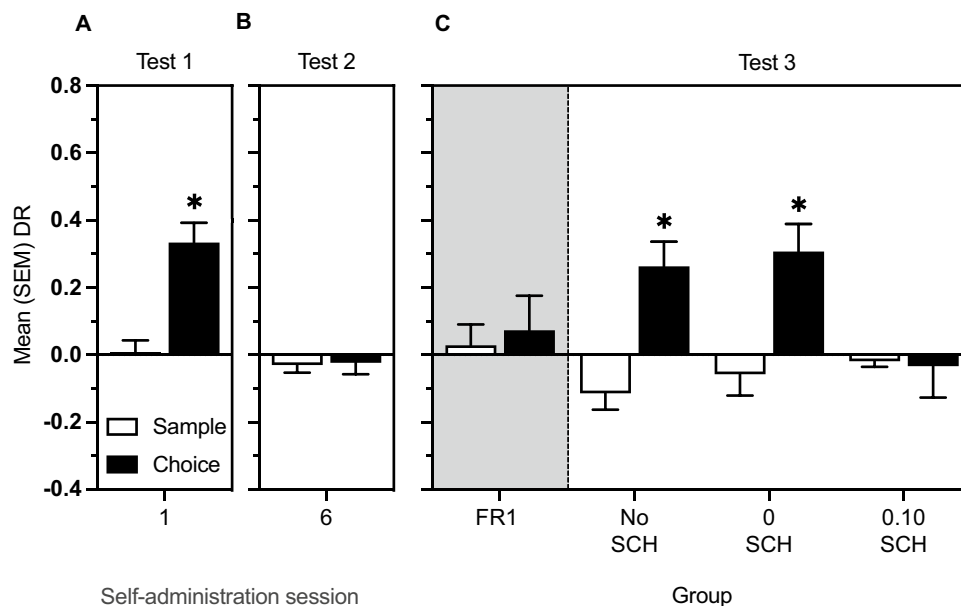 A
B
C
Test 1
Test 2
Test 3
Mean (SEM) DR
0.8
0.6
0.4
0.2
0.0
-0.2
-0.4
*
*
*
Sample
Choice
1
6
FR1
No SCH
0 SCH
0.10 SCH
Self-administration session
Group